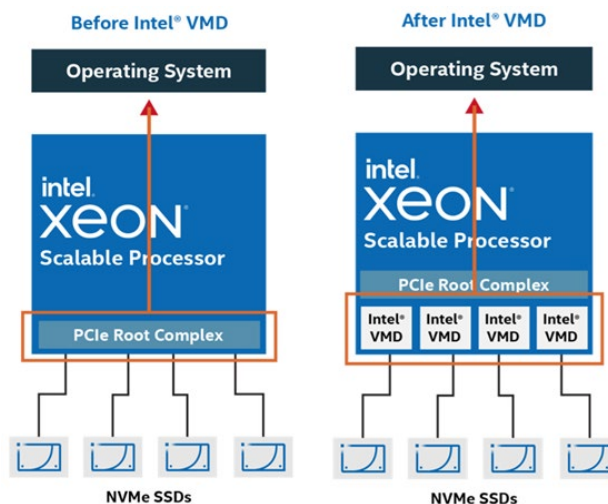 Before Intel® VMD
Operating System
intel.
XEON®
Scalable Processor
PCIe Root Complex
NVMe SSDs
After Intel® VMD
Operating System
intel.
XEON®
Scalable Processor
PCIe Root Complex
Intel® VMD
Intel® VMD
Intel® VMD
Intel® VMD
NVMe SSDs